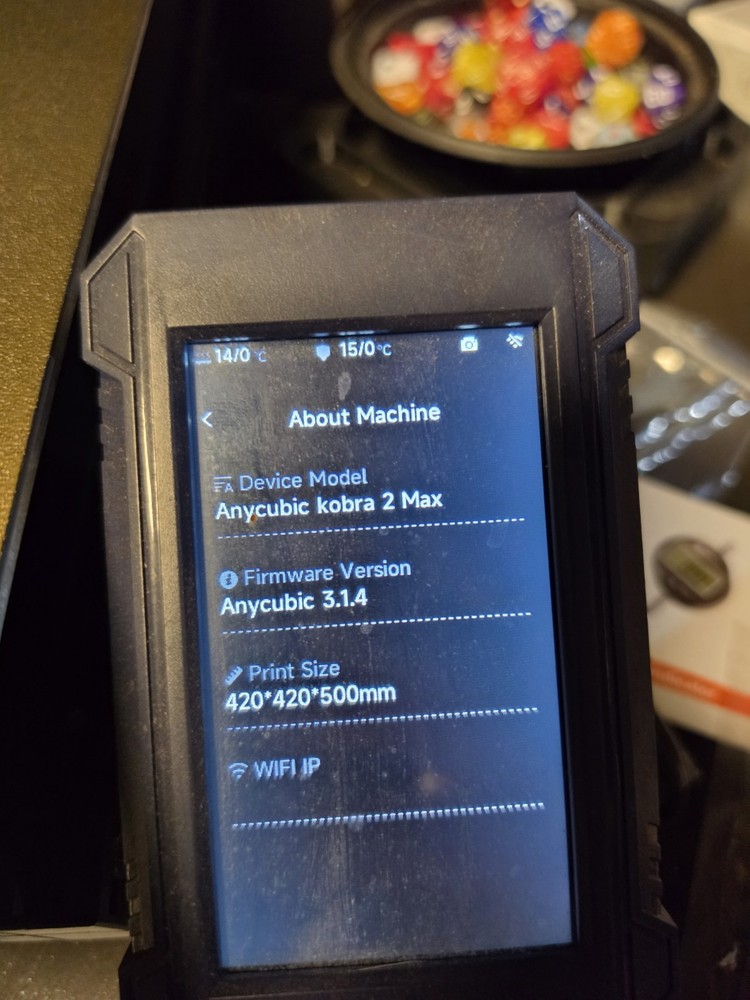 14/0 °C 15/0 °C
About Machine
Device Model
Anycubic kobra 2 Max
Firmware Version
Anycubic 3.1.4
Print Size
420*420*500mm
WIFI IP